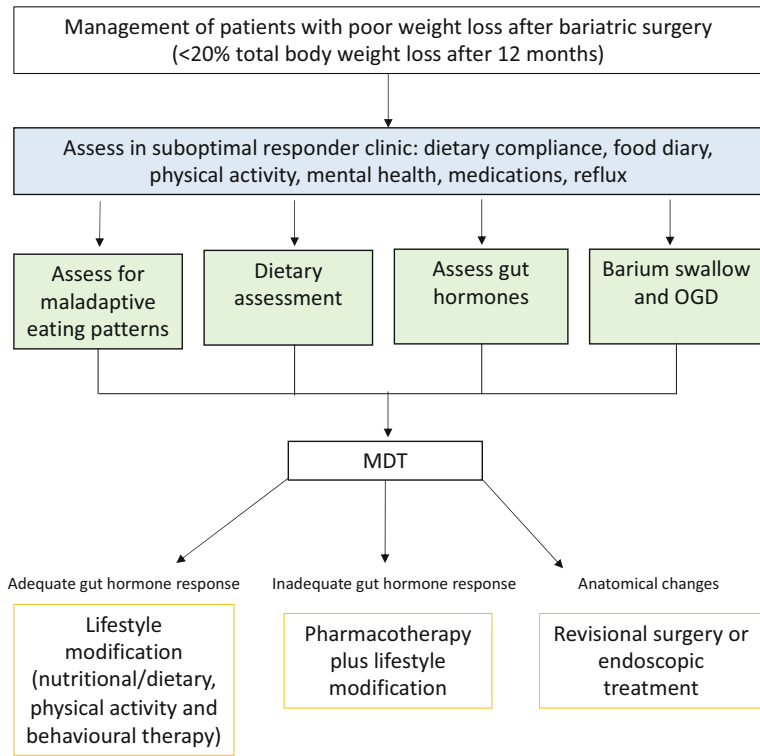 Management of patients with poor weight loss after bariatric surgery
(<20% total body weight loss after 12 months)
Assess in suboptimal responder clinic: dietary compliance, food diary,
physical activity, mental health, medications, reflux
Assess for
maladaptive
eating patterns
Dietary
assessment
Assess gut
hormones
Barium swallow
and OGD
MDT
Adequate gut hormone response
Inadequate gut hormone response
Anatomical changes
Lifestyle
modification
(nutritional/dietary,
physical activity and
behavioural therapy)
Pharmacotherapy
plus lifestyle
modification
Revisional surgery or
endoscopic
treatment